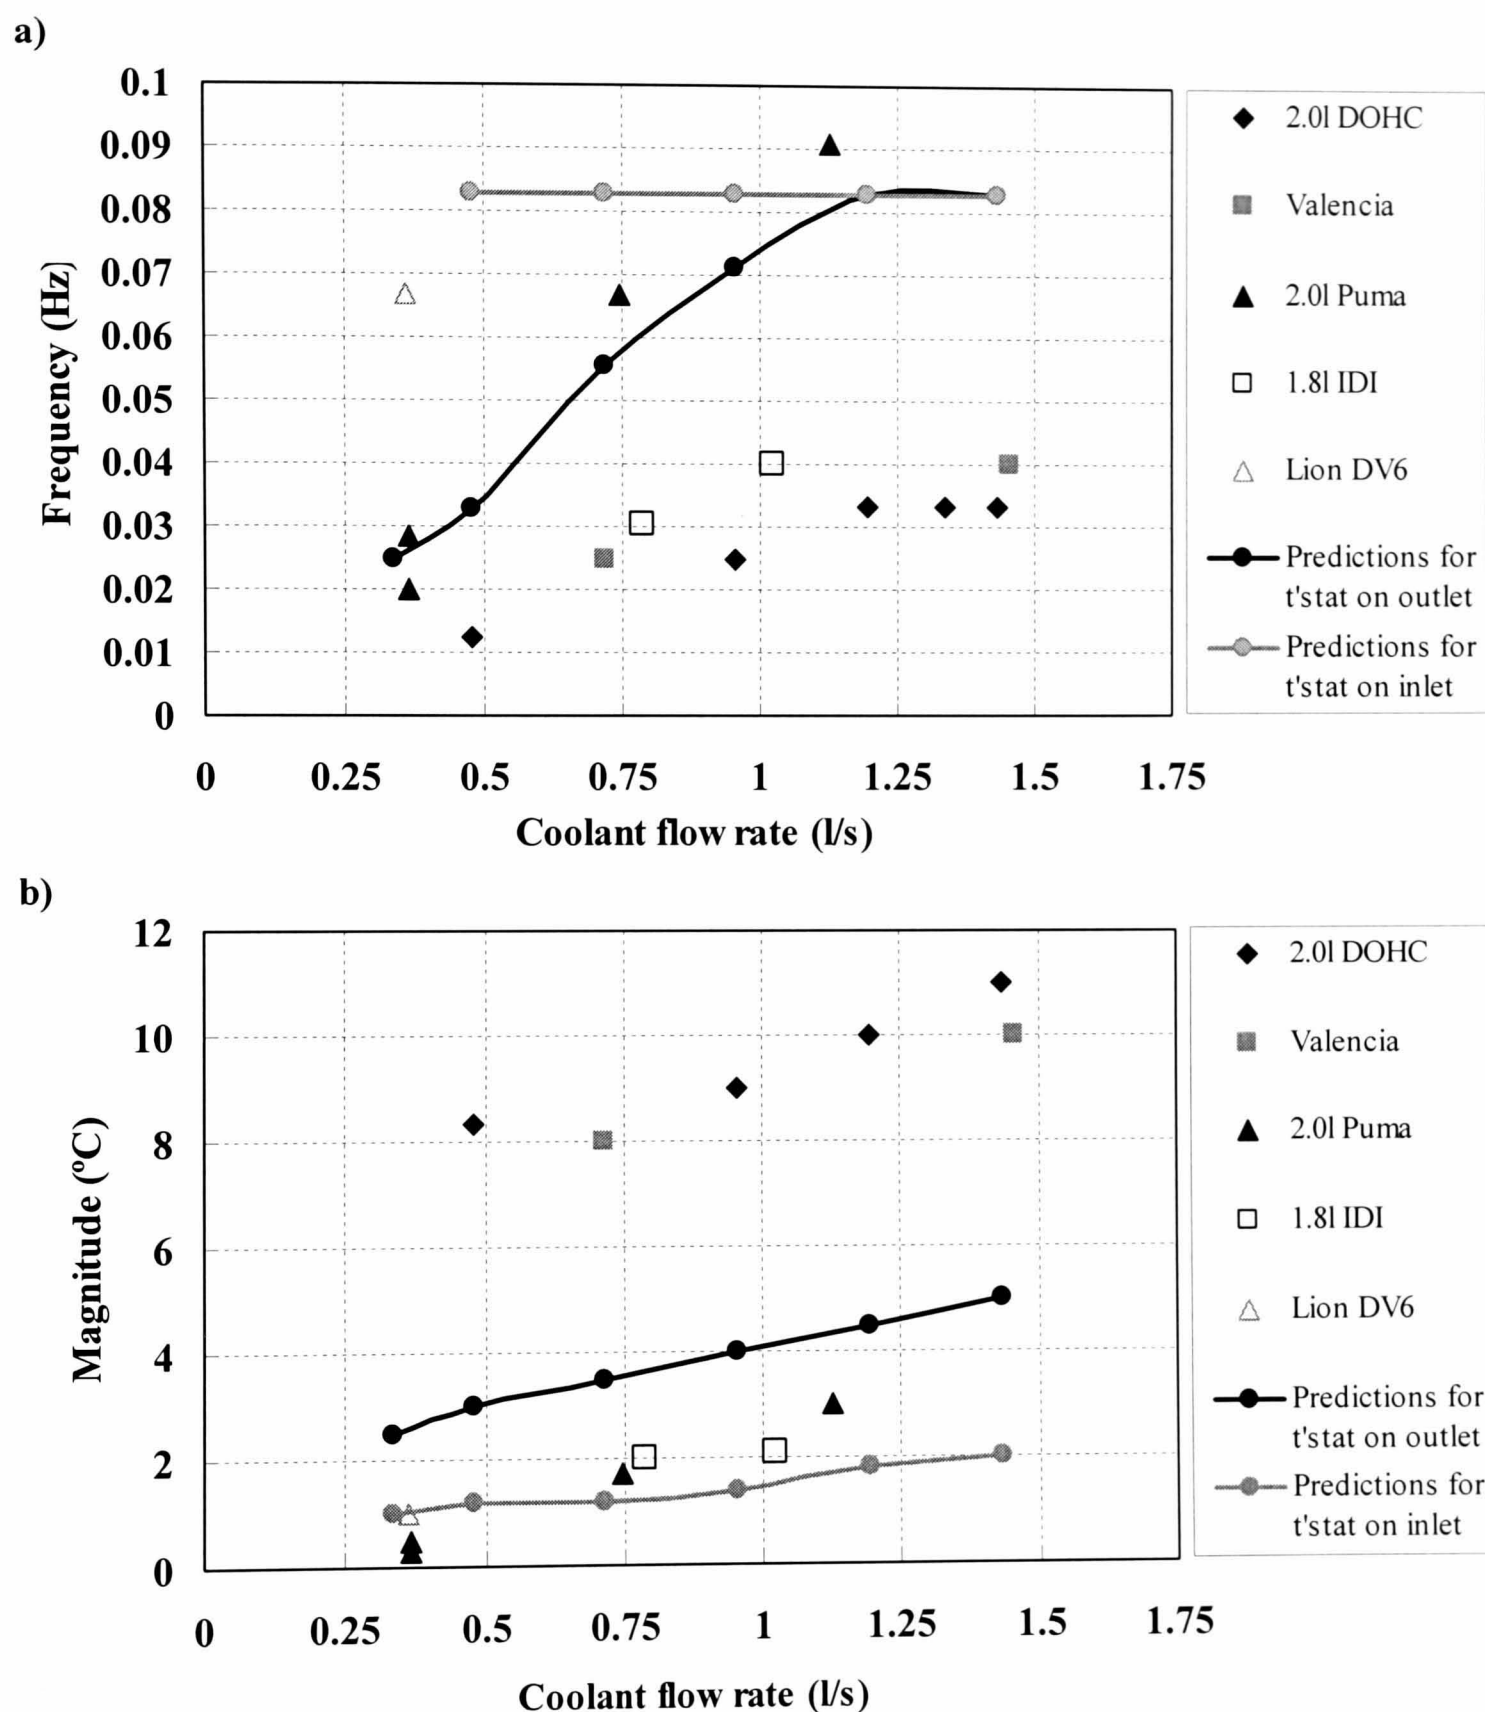 a)
0.1
0.09
0.08
0.07
0.06
0.05
0.04
0.03
0.02
0.01
0
Frequency (Hz)
0 0.25 0.5 0.75 1 1.25 1.5 1.75
Coolant flow rate (l/s)
2.0l DOHC
Valencia
2.0l Puma
1.8l IDI
Lion DV6
Predictions for
t'stat on outlet
Predictions for
t'stat on inlet
b)
12
10
8
6
4
2
0
Magnitude (ºC)
0 0.25 0.5 0.75 1 1.25 1.5 1.75
Coolant flow rate (l/s)
2.0l DOHC
Valencia
2.0l Puma
1.8l IDI
Lion DV6
Predictions for
t'stat on outlet
Predictions for
t'stat on inlet